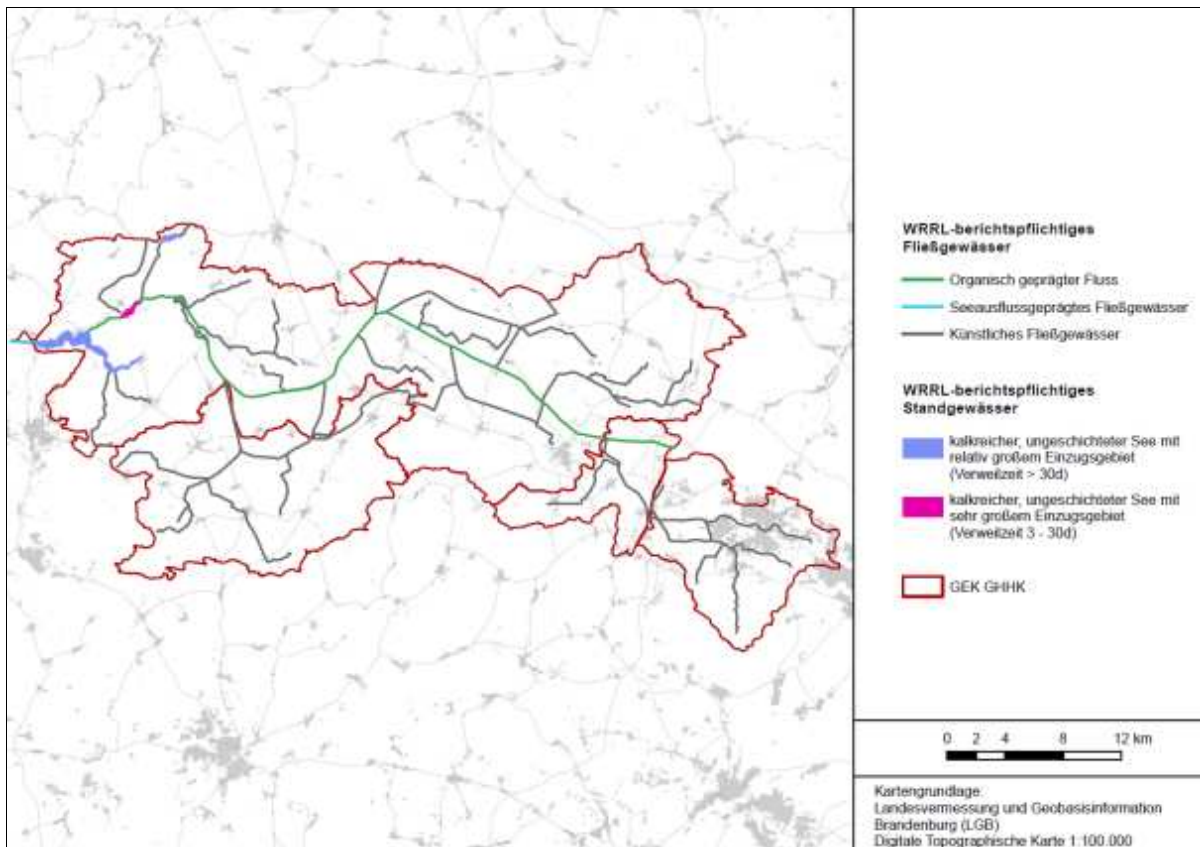 WRRL-berichtspflichtiges
Fließgewässer
Organisch geprägter Fluss
Seeausflussgeprägtes Fließgewässer
Künstliches Fließgewässer
WRRL-berichtspflichtiges
Standgewässer
kalkreicher, ungeschichteter See mit
relativ großem Einzugsgebiet
(Verweilzeit > 30d)
kalkreicher, ungeschichteter See mit
sehr großem Einzugsgebiet
(Verweilzeit 3 - 30d)
GEK GHHK
0 2 4 8 12 km
Kartengrundlage:
Landesvermessung und Geobasisinformation
Brandenburg (LGB)
Digitale Topographische Karte 1:100.000